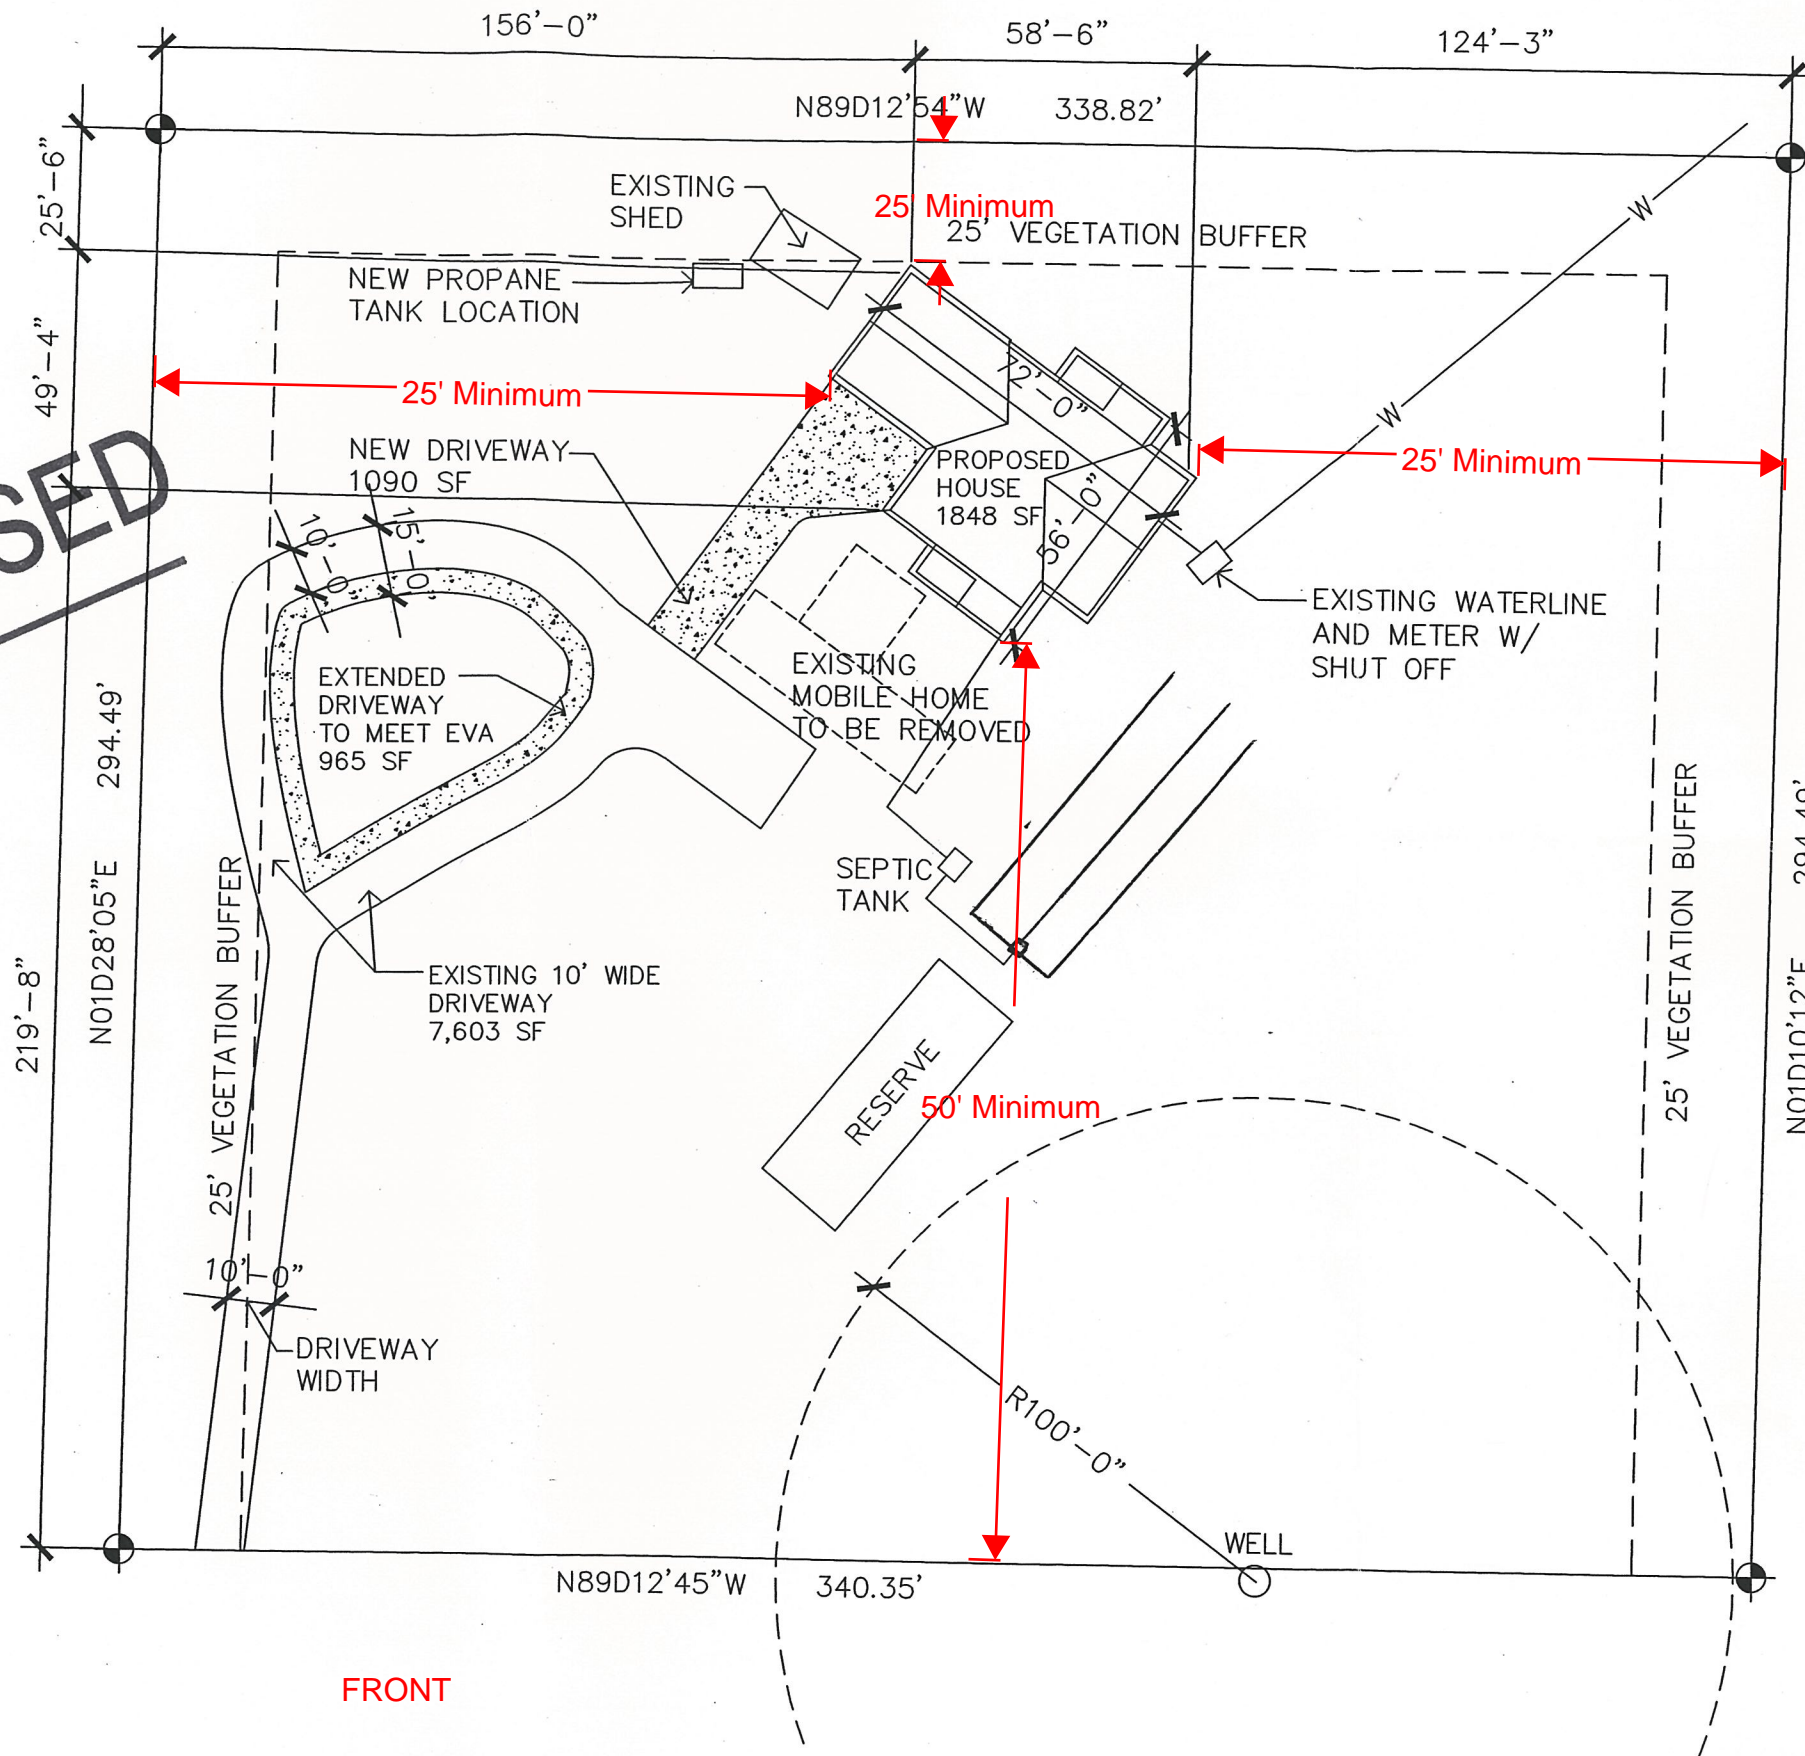 156'-0"
58'-6"
124'-3"
N89D12'54"W 338.82'
25'-6"
EXISTING
SHED
25' Minimum
25' VEGETATION BUFFER
W
NEW PROPANE
TANK LOCATION
49'-4"
25' Minimum
72'-0"
W
NEW DRIVEWAY
1090 SF
PROPOSED
HOUSE
1848 SF
25' Minimum
SED
10'-0"
15'-0"
56'-0"
EXISTING WATERLINE
AND METER W/
SHUT OFF
EXISTING
MOBILE HOME
TO BE REMOVED
EXTENDED
DRIVEWAY
TO MEET EVA
965 SF
N01D28'05"E 294.49'
SEPTIC
TANK
25' VEGETATION BUFFER
25' VEGETATION BUFFER
N01D10'12"E 294.49'
219'-8"
EXISTING 10' WIDE
DRIVEWAY
7,603 SF
RESERVE
50' Minimum
10'-0"
DRIVEWAY
WIDTH
R100'-0"
WELL
N89D12'45"W 340.35'
FRONT